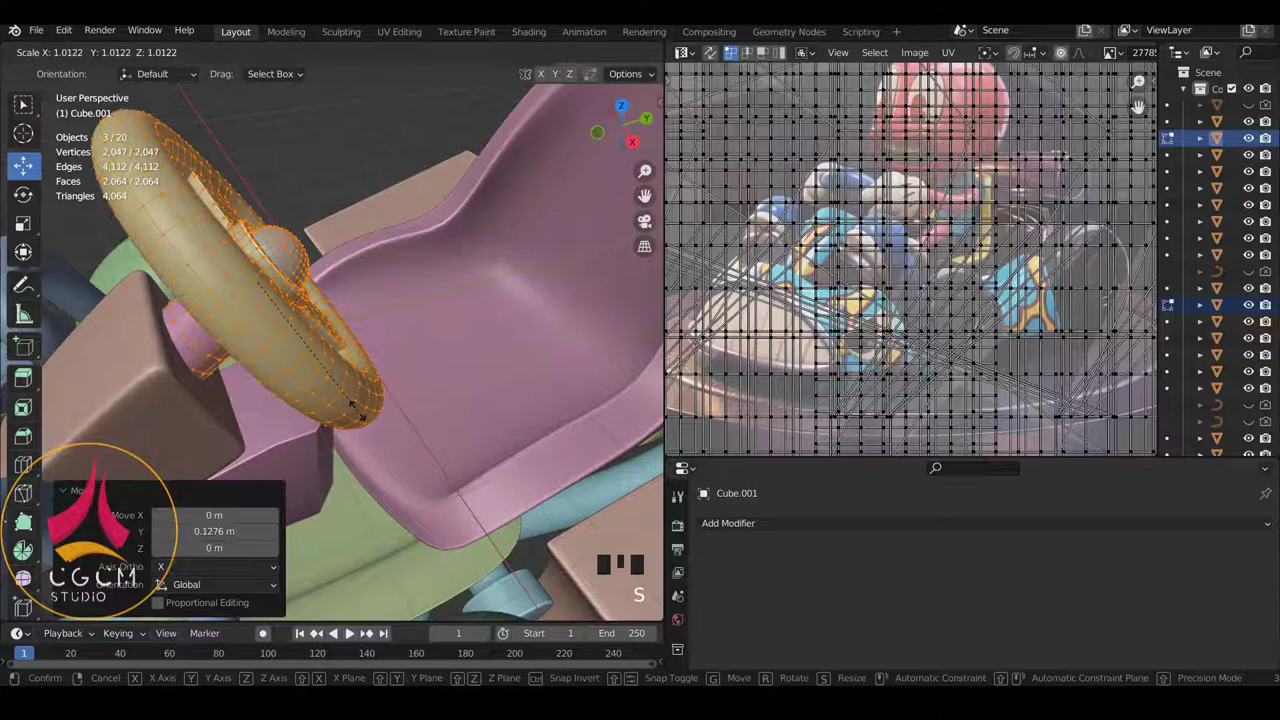 File Edit Render Window Help Layout Modeling Sculpting UV Editing Texture Paint Shading Animation Rendering Compositing Geometry Nodes Scripting + Scene ViewLayer
Scale X: 1.0122 Y: 1.0122 Z: 1.0122
View Select Image UV 2778
Orientation: Default Drag: Select Box X Y Z Options
Scene
Co
User Perspective
(1) Cube.001
Objects 3 / 20
Vertices 2,047 / 2,047
Edges 4,112 / 4,112
Faces 2,064 / 2,064
Triangles 4,064
Z
Y
X
Move X 0 m
Y 0.1276 m
Z 0 m
Axis Ortho X
Orientation Global
Proportional Editing
CGCM
STUDIO
S
Cube.001
Add Modifier
Playback Keying View Marker 1 Start 1 End 250
1 20 40 60 80 100 120 140 160 180 200 220 240
Confirm Cancel X X Axis Y Y Axis Z Z Axis X X Plane Y Y Plane Z Z Plane Ctrl Snap Invert Snap Toggle G Move R Rotate S Resize Automatic Constraint Automatic Constraint Plane Precision Mode